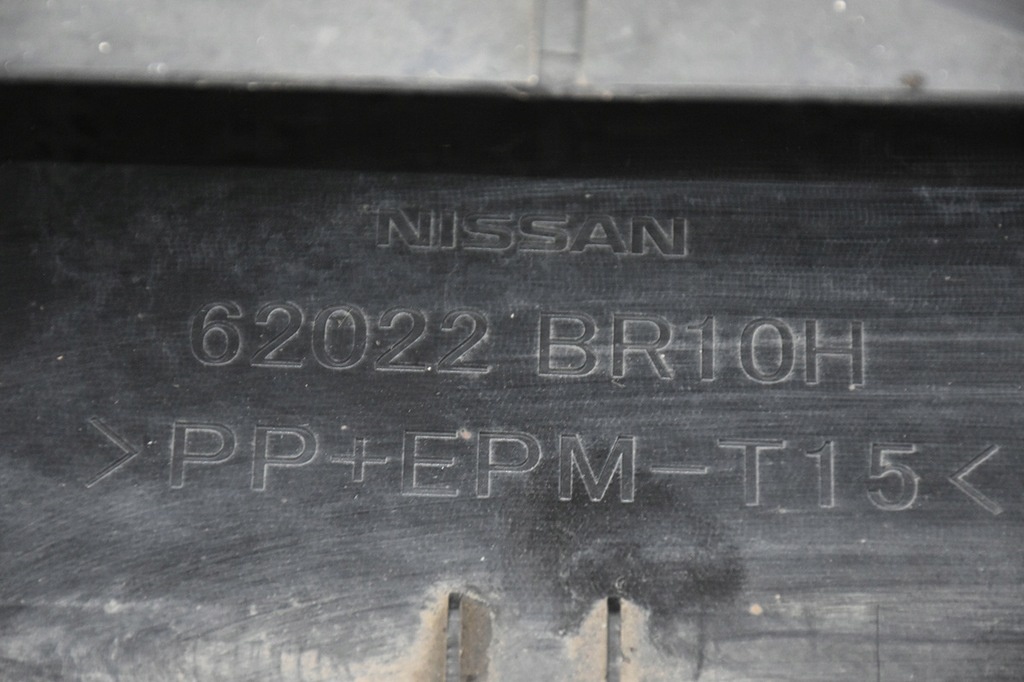 NISSAN
62022 BR10H
>PP+EPM-T15<